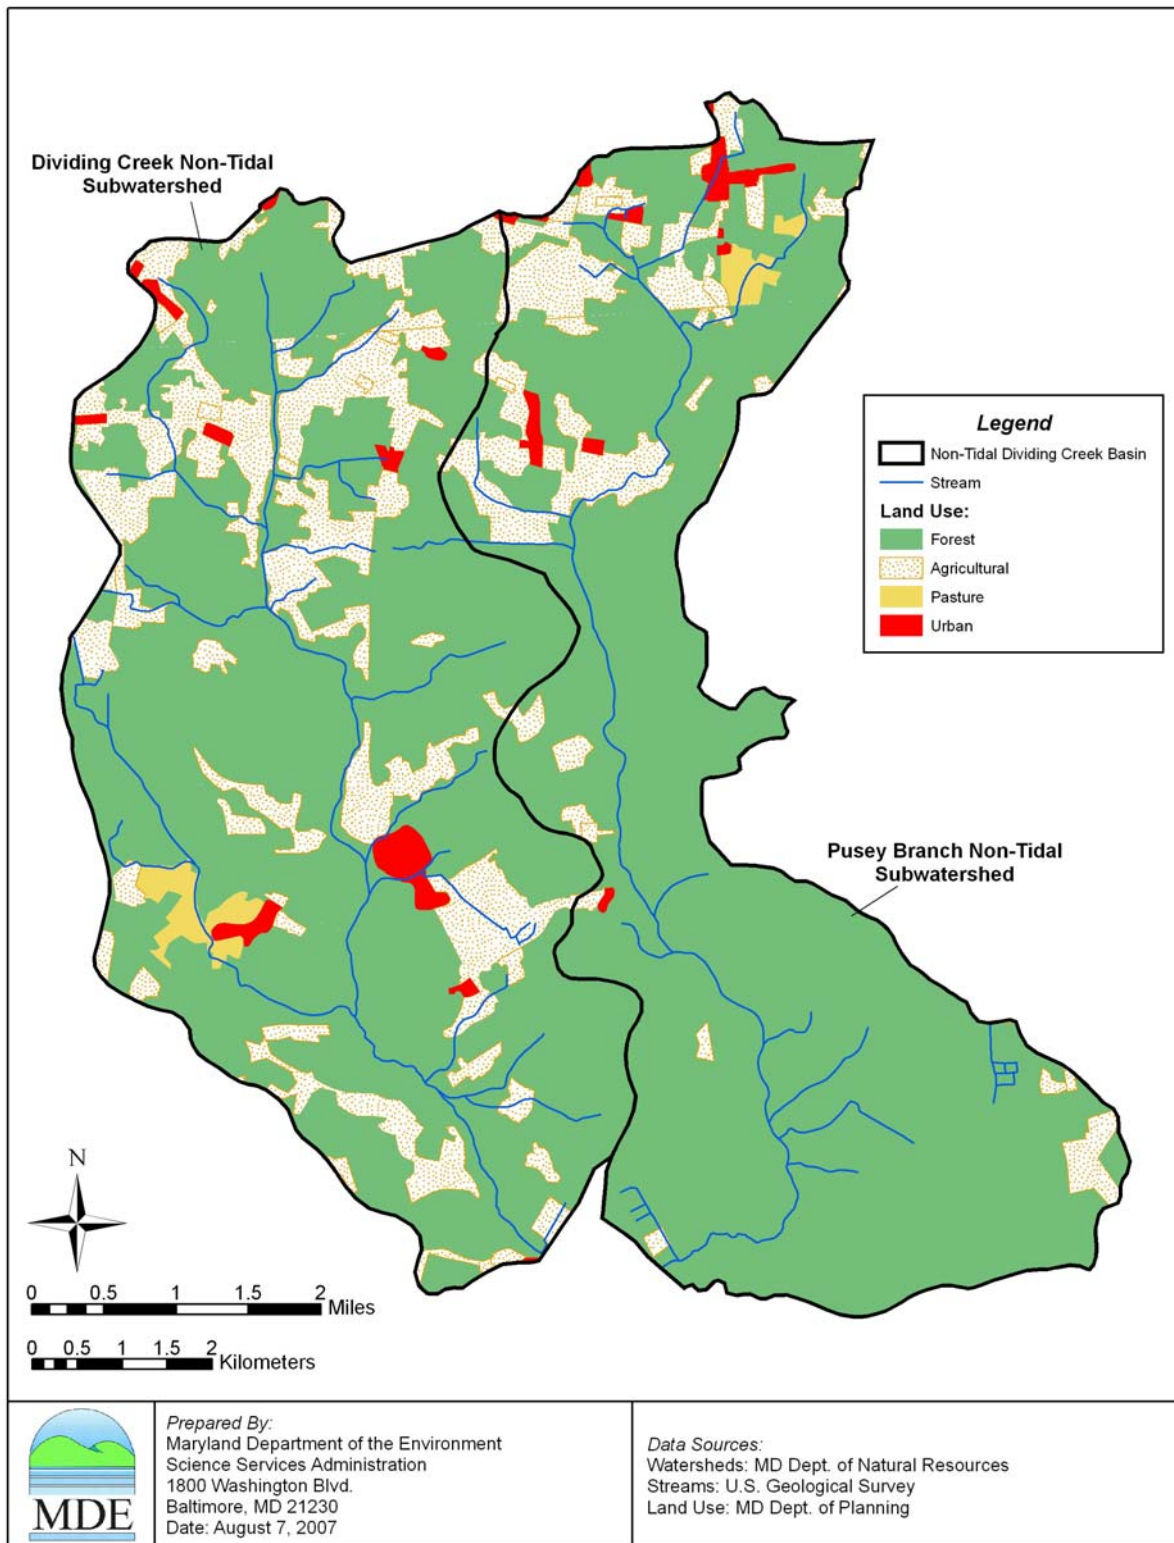 Dividing Creek Non-Tidal
Subwatershed
Legend
Non-Tidal Dividing Creek Basin
Stream
Land Use:
Forest
Agricultural
Pasture
Urban
Pusey Branch Non-Tidal
Subwatershed
N
0 0.5 1 1.5 2
Miles
0 0.5 1 1.5 2
Kilometers
MDE
Prepared By:
Maryland Department of the Environment
Science Services Administration
1800 Washington Blvd.
Baltimore, MD 21230
Date: August 7, 2007
Data Sources:
Watersheds: MD Dept. of Natural Resources
Streams: U.S. Geological Survey
Land Use: MD Dept. of Planning